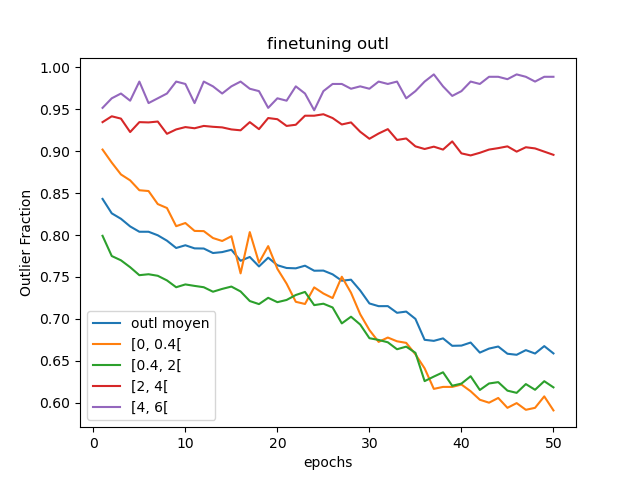 finetuning outl
Outlier Fraction
1.00
0.95
0.90
0.85
0.80
0.75
0.70
0.65
0.60
outl moyen
[0, 0.4[
[0.4, 2[
[2, 4[
[4, 6[
0 10 20 30 40 50
epochs